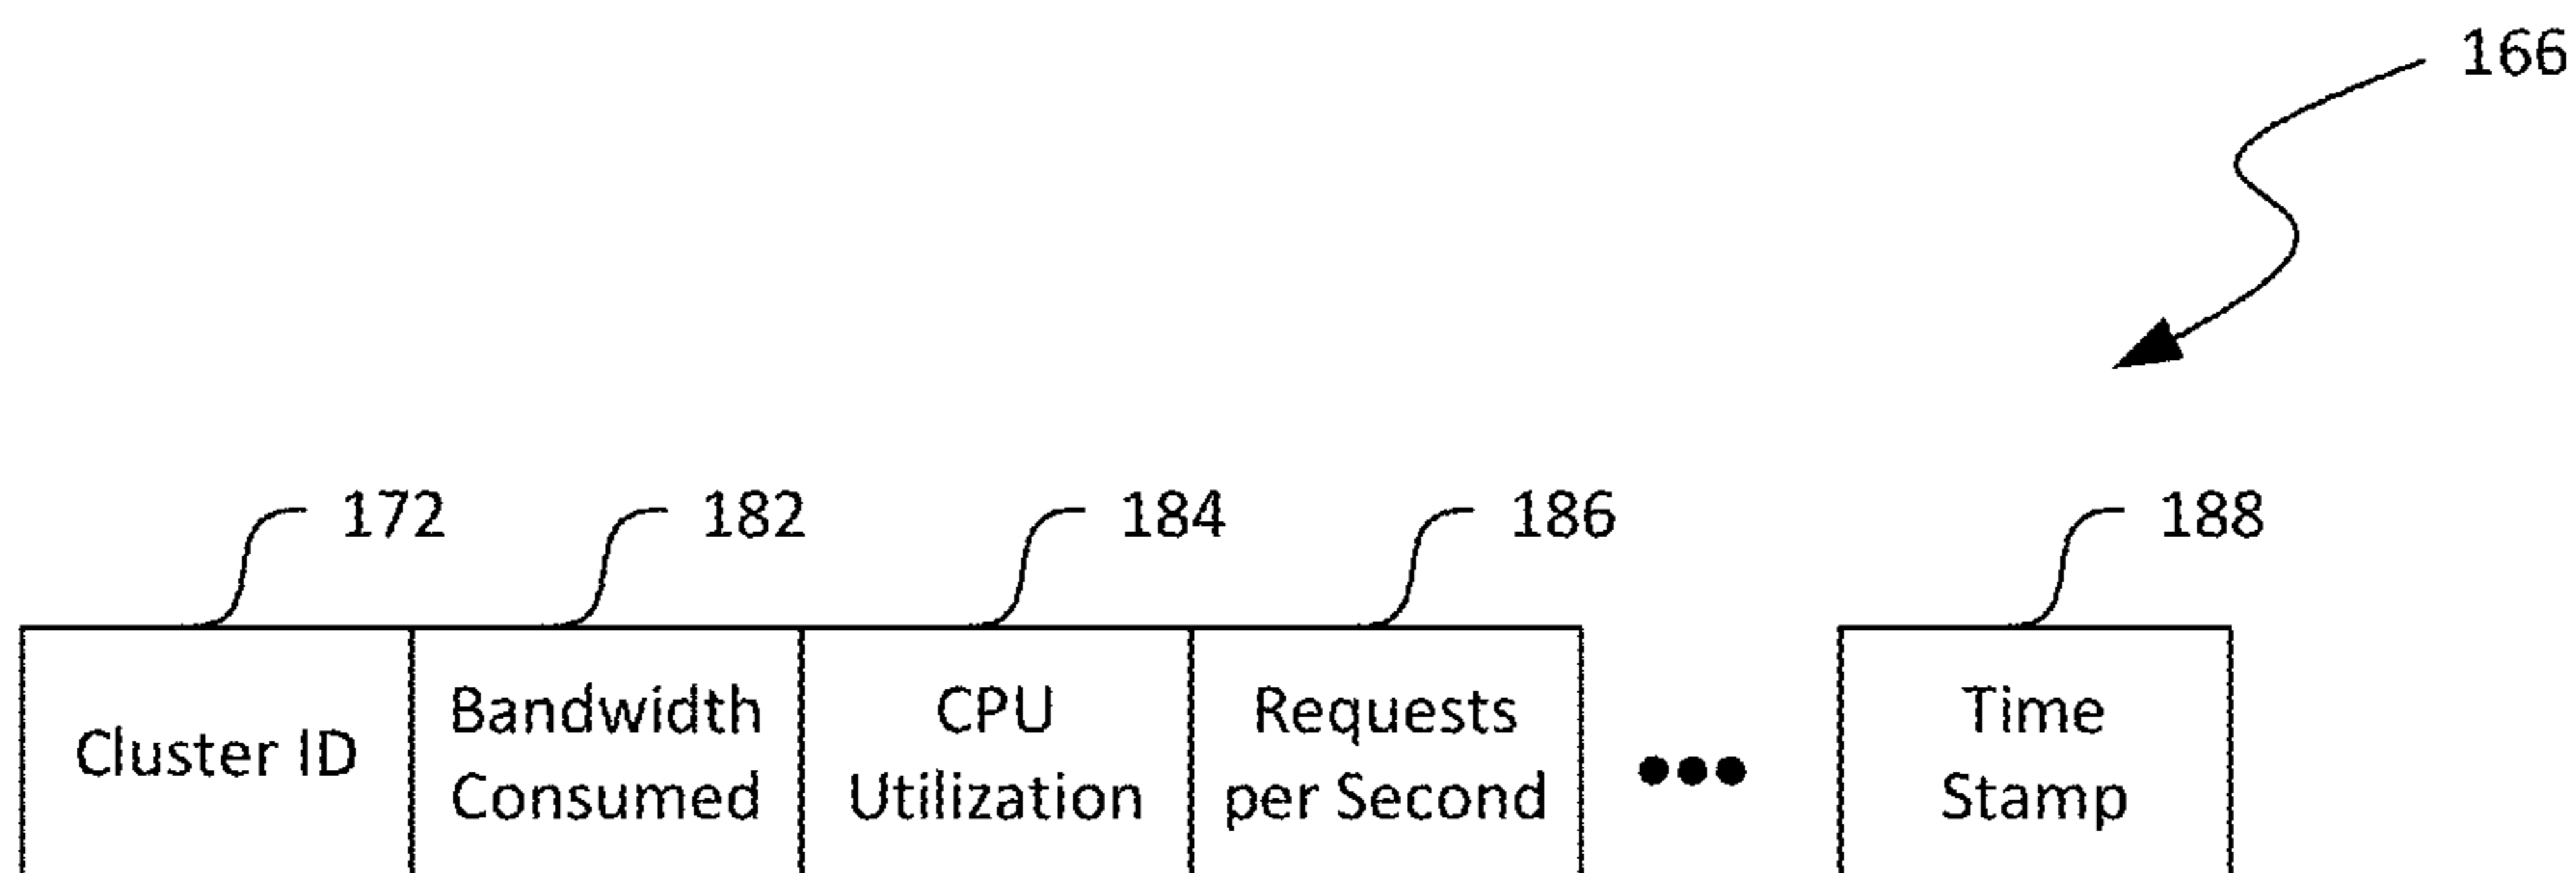 166
172
182
184
186
188
Cluster ID
Bandwidth
Consumed
CPU
Utilization
Requests
per Second
Time
Stamp